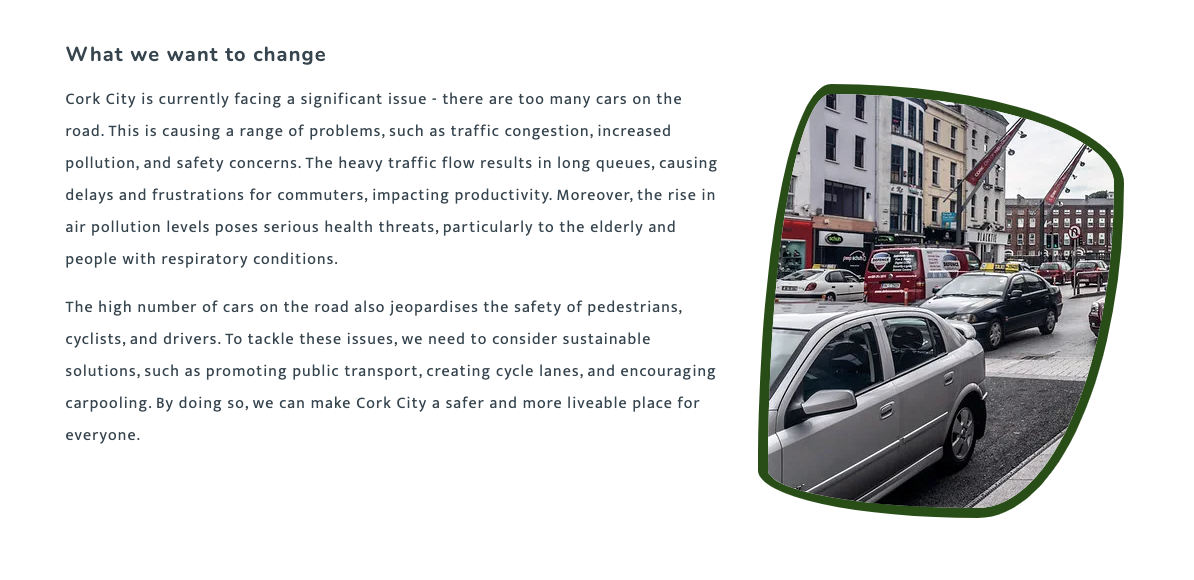 What we want to change
Cork City is currently facing a significant issue - there are too many cars on the
road. This is causing a range of problems, such as traffic congestion, increased
pollution, and safety concerns. The heavy traffic flow results in long queues, causing
delays and frustrations for commuters, impacting productivity. Moreover, the rise in
air pollution levels poses serious health threats, particularly to the elderly and
people with respiratory conditions.
The high number of cars on the road also jeopardises the safety of pedestrians,
cyclists, and drivers. To tackle these issues, we need to consider sustainable
solutions, such as promoting public transport, creating cycle lanes, and encouraging
carpooling. By doing so, we can make Cork City a safer and more liveable place for
everyone.
schuh